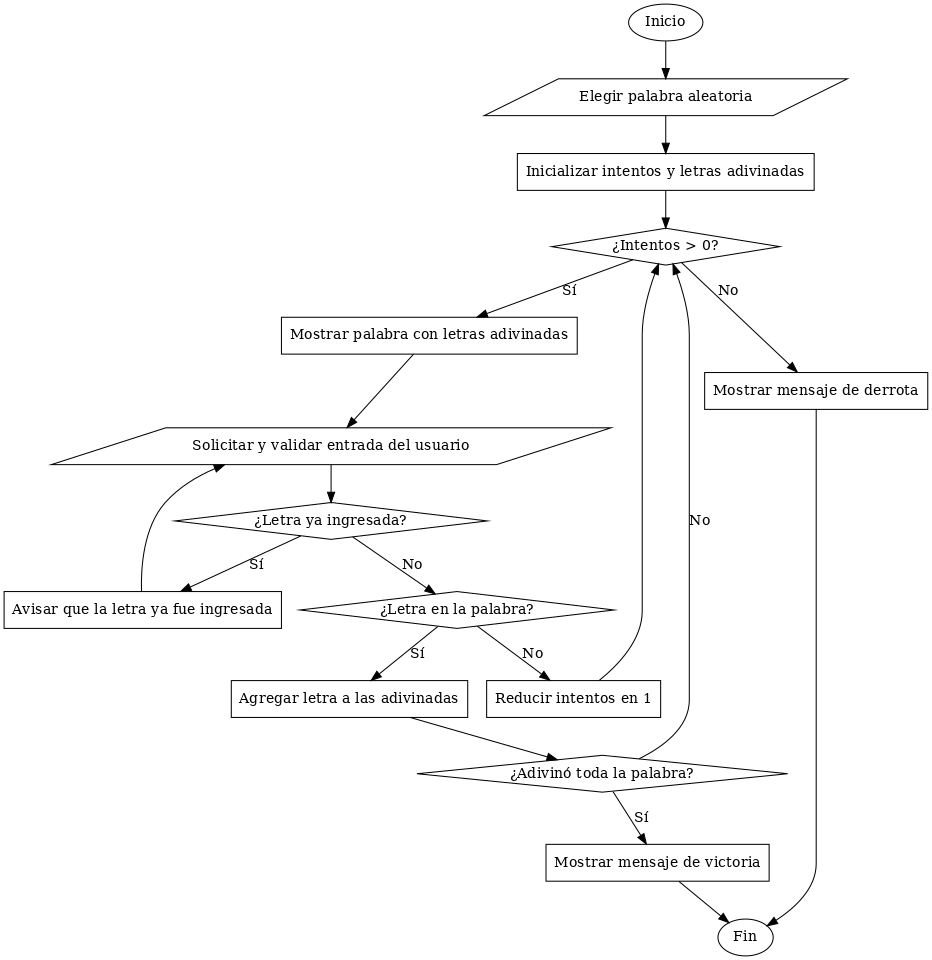 Inicio
Elegir palabra aleatoria
Inicializar intentos y letras adivinadas
¿Intentos > 0?
Sí
No
Mostrar palabra con letras adivinadas
Mostrar mensaje de derrota
Solicitar y validar entrada del usuario
¿Letra ya ingresada?
No
Sí
No
Avisar que la letra ya fue ingresada
¿Letra en la palabra?
Sí
No
Agregar letra a las adivinadas
Reducir intentos en 1
¿Adivinó toda la palabra?
Sí
Mostrar mensaje de victoria
Fin